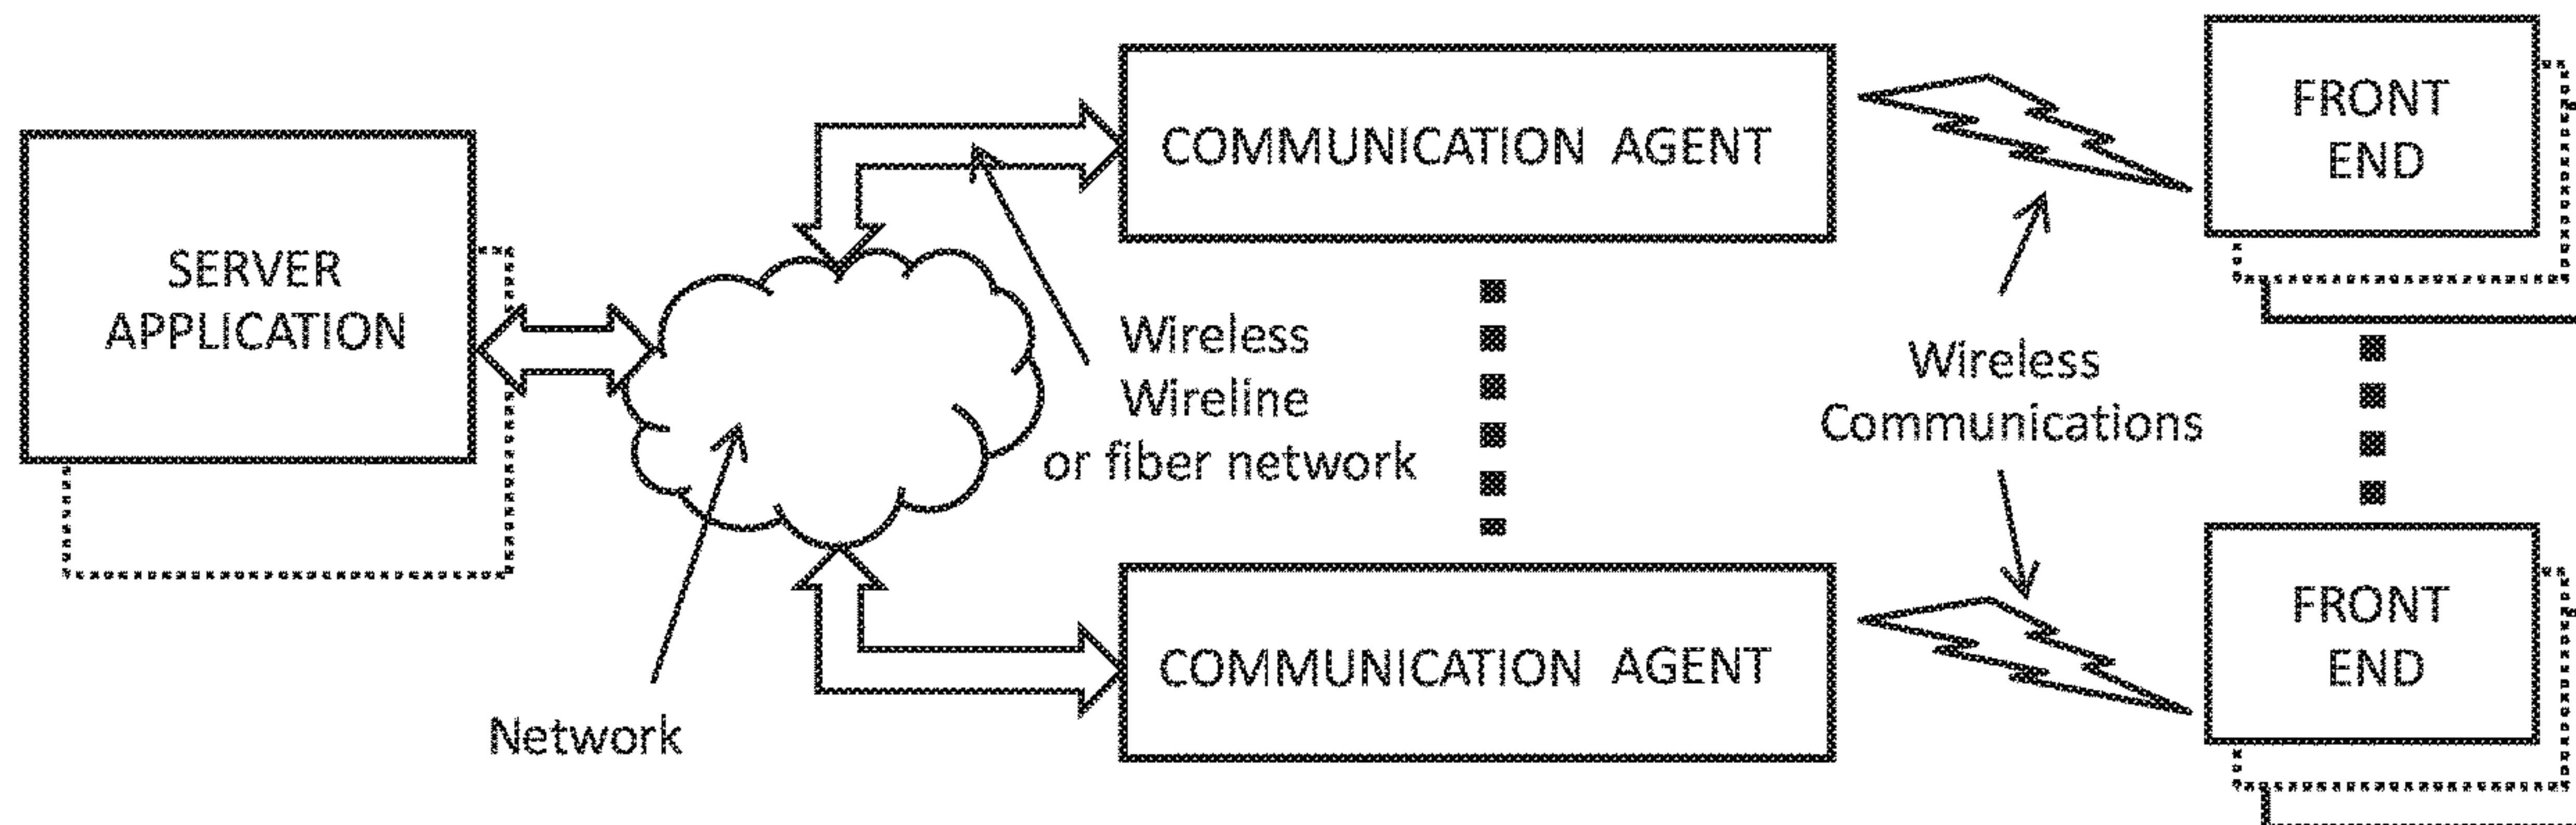 SERVER
APPLICATION
COMMUNICATION AGENT
FRONT
END
Wireless
Wireline
or fiber network
Wireless
Communications
Network
COMMUNICATION AGENT
FRONT
END